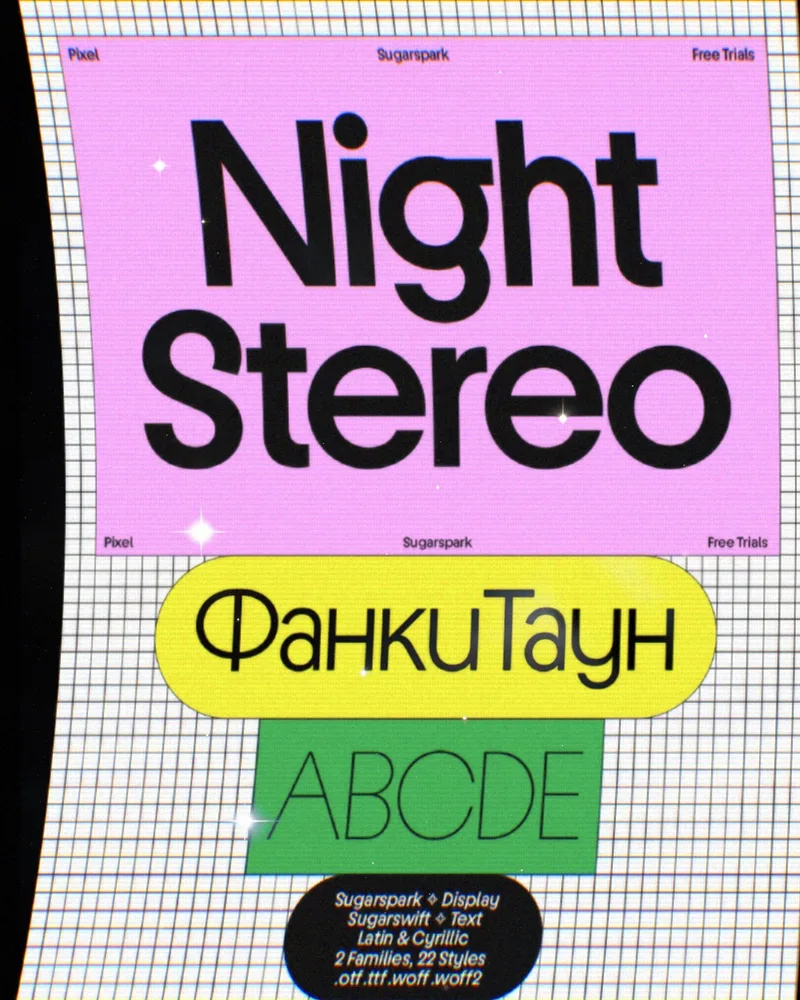 Pixel Sugarspark Free Trials
Night
Stereo
Pixel Sugarspark Free Trials
ФанкиТаун
ABCDE
Sugarspark ✧ Display
Sugarswift ✧ Text
Latin & Cyrillic
2 Families, 22 Styles
.otf .ttf .woff .woff2